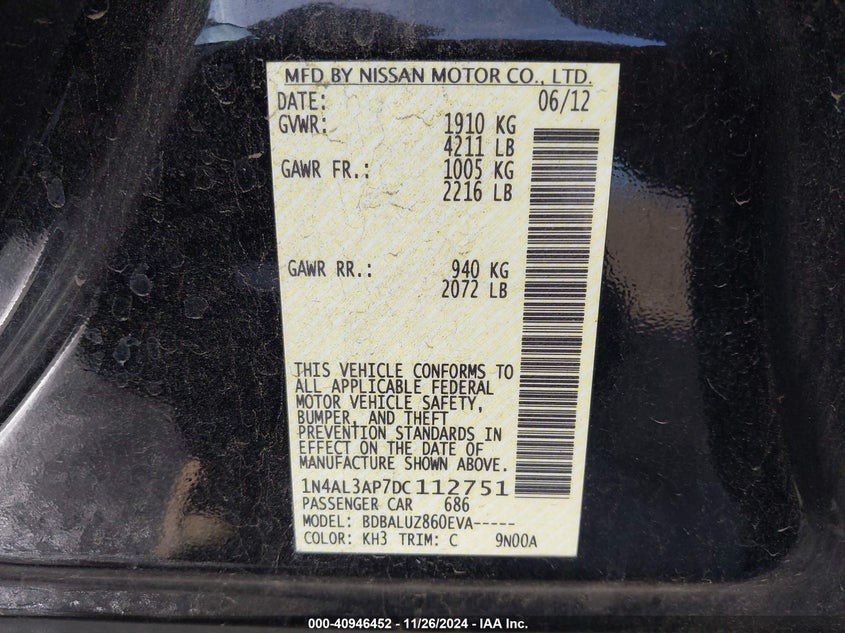 MFD BY NISSAN MOTOR CO., LTD.
DATE: 06/12
GVWR: 1910 KG
4211 LB
GAWR FR.: 1005 KG
2216 LB
GAWR RR.: 940 KG
2072 LB
THIS VEHICLE CONFORMS TO
ALL APPLICABLE FEDERAL
MOTOR VEHICLE SAFETY,
BUMPER, AND THEFT
PREVENTION STANDARDS IN
EFFECT ON THE DATE OF
MANUFACTURE SHOWN ABOVE.
1N4AL3AP7DC112751
PASSENGER CAR 686
MODEL: BDBALUZ860EVA-----
COLOR: KH3 TRIM: C 9N00A
000-40946452 - 11/26/2024 - IAA Inc.